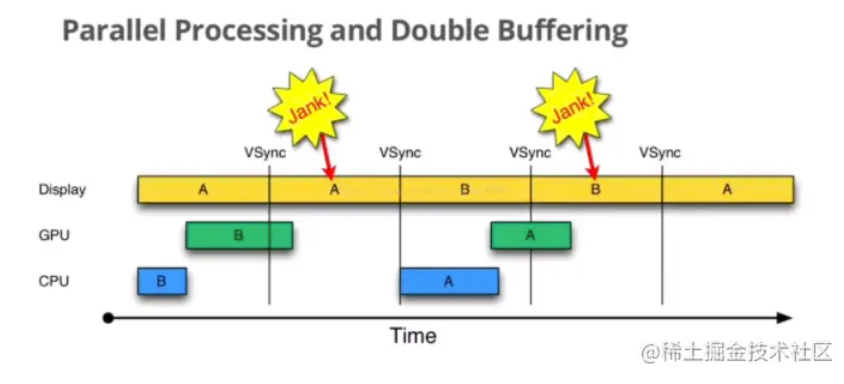 Parallel Processing and Double Buffering
Jank!
Jank!
VSync
VSync
VSync
VSync
Display
A
A
B
B
A
GPU
B
A
CPU
B
A
Time
@稀土掘金技术社区